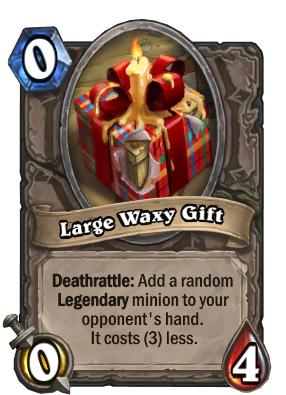 0
Large Waxy Gift
Deathrattle: Add a random
Legendary minion to your
opponent's hand.
It costs (3) less.
0
4